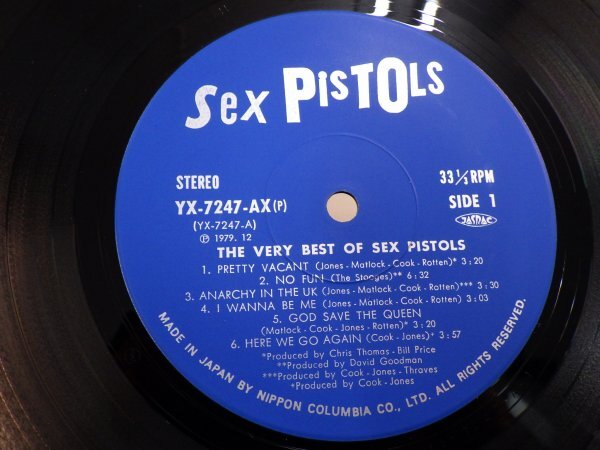 Sex PISTOLS
STEREO
33 1/3 RPM
YX-7247-AX(P)
SIDE 1
(YX-7247-A)
JASRAC
Ⓟ 1979. 12
THE VERY BEST OF SEX PISTOLS
1. PRETTY VACANT (Jones - Matlock - Cook - Rotten)* 3:20
2. NO FUN (The Stooges)** 6:32
3. ANARCHY IN THE UK (Jones - Matlock - Cook - Rotten)*** 3:30
4. I WANNA BE ME (Jones - Matlock - Cook - Rotten) 3:03
5. GOD SAVE THE QUEEN
(Matlock - Cook - Jones - Rotten)* 3:20
6. HERE WE GO AGAIN (Cook - Jones)* 3:57
*Produced by Chris Thomas - Bill Price
**Produced by David Goodman
***Produced by Cook - Jones - Thraves
*Produced by Cook - Jones
MADE IN JAPAN BY NIPPON COLUMBIA CO., LTD. ALL RIGHTS RESERVED.